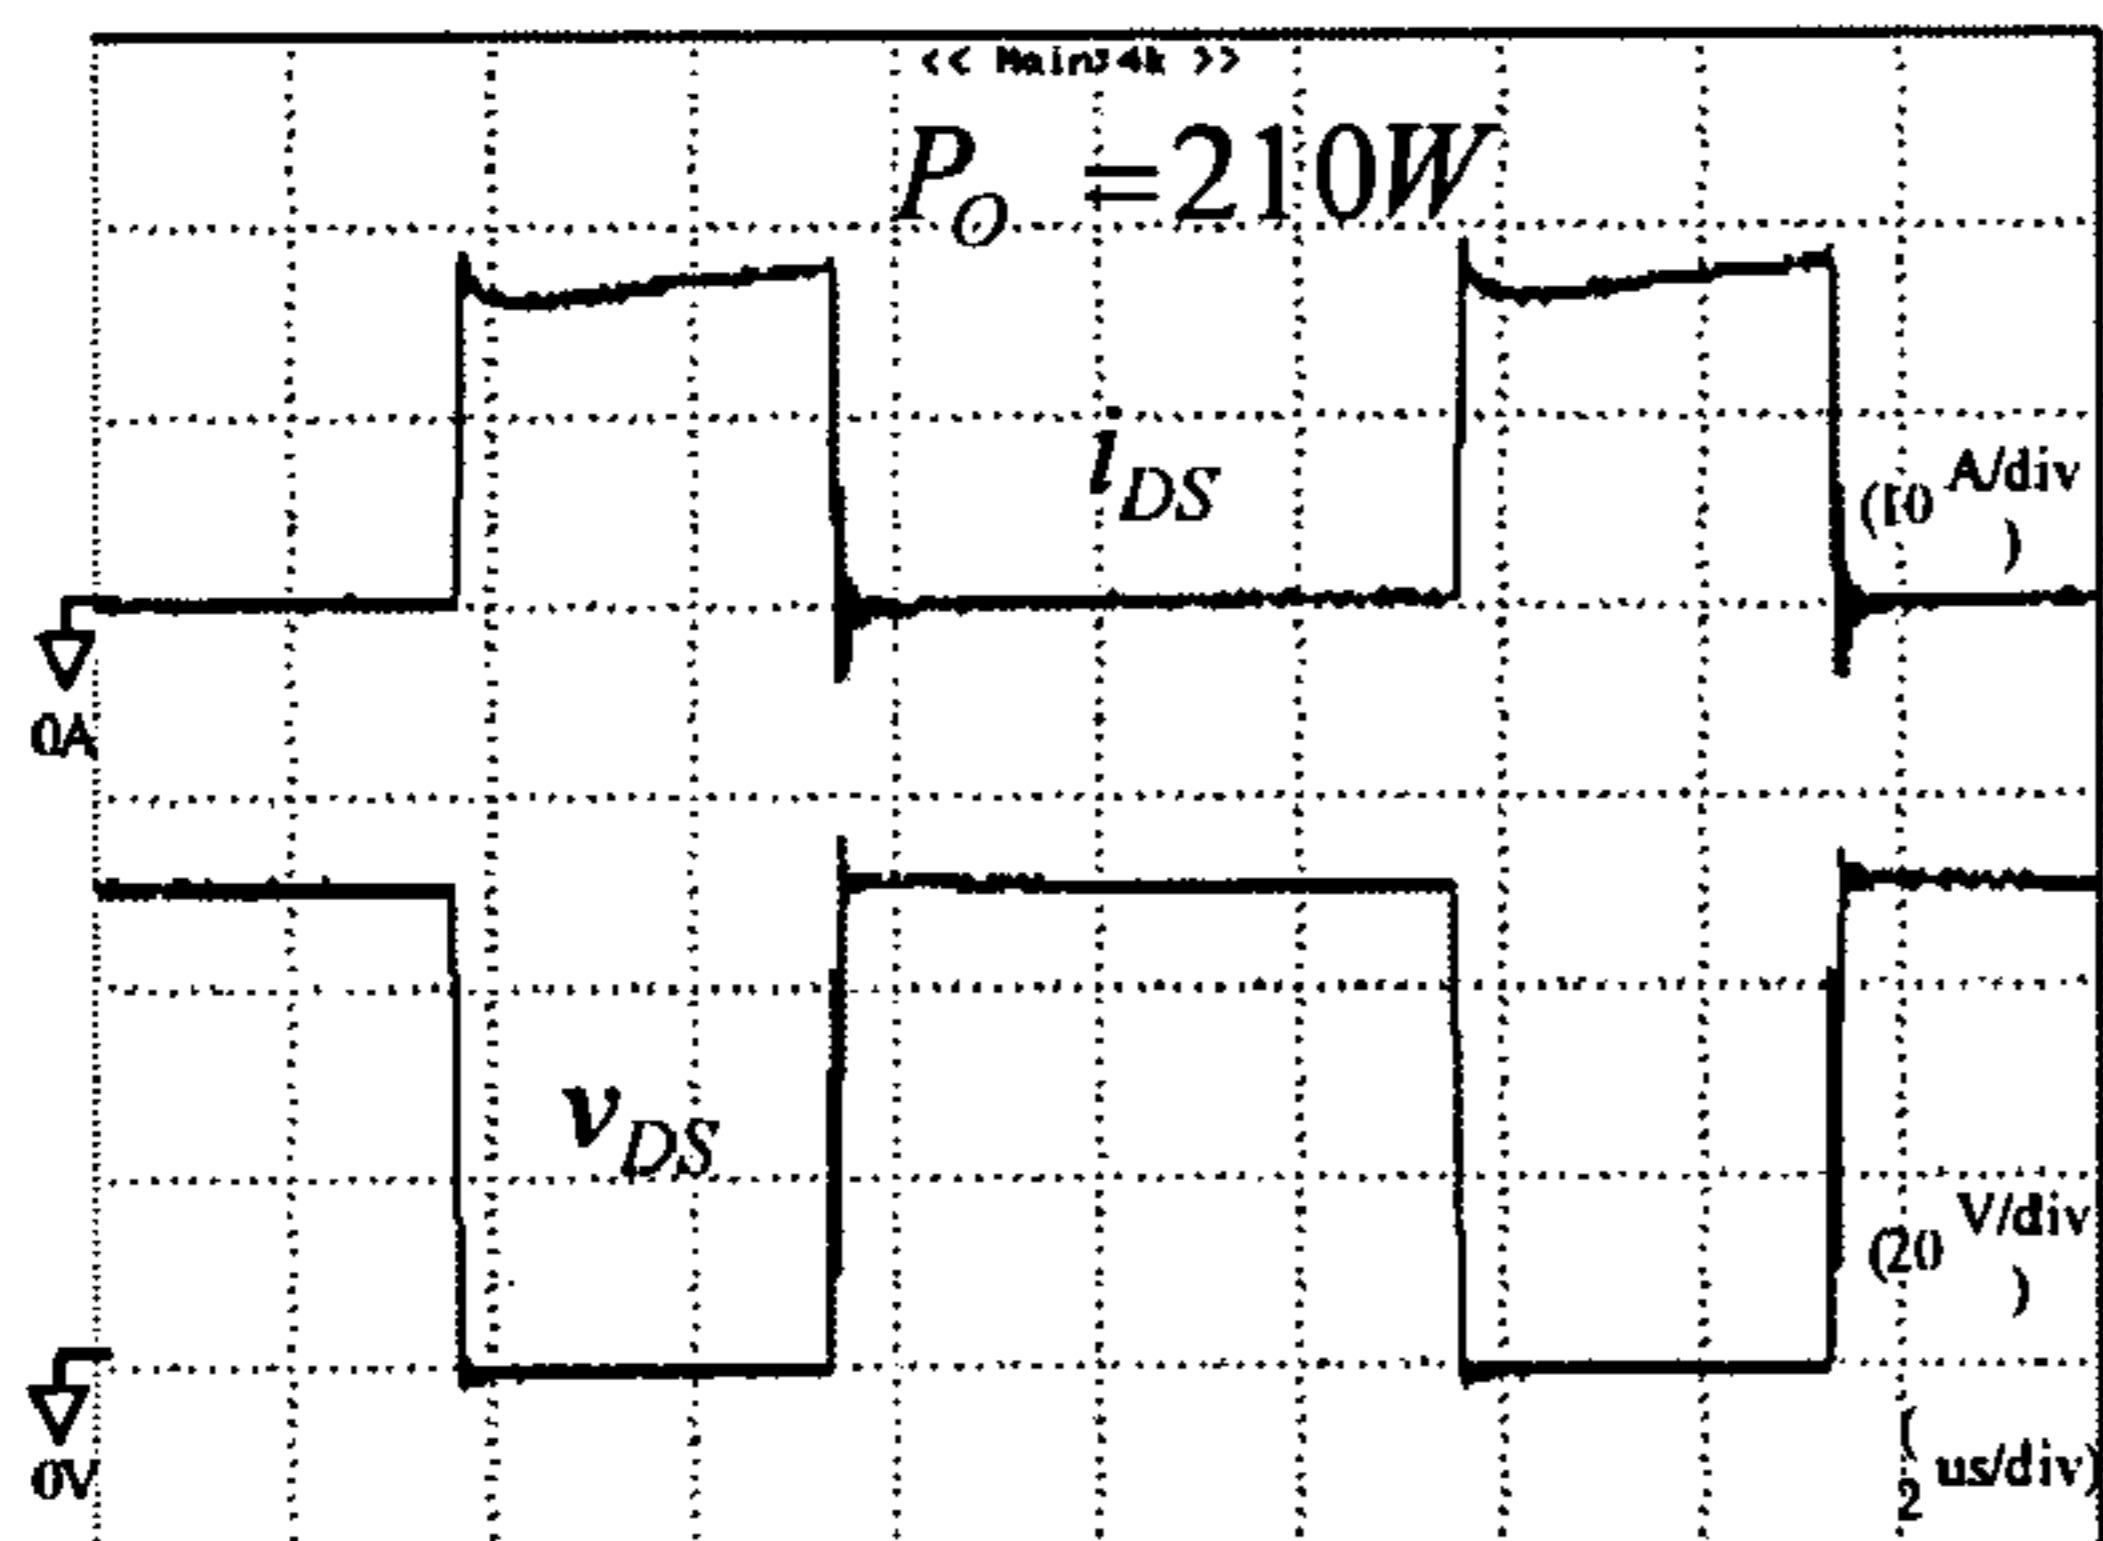 << Main:4k >>
P_O = 210W
i_DS
(10 A/div)
0A
v_DS
(20 V/div)
0V
(2 us/div)